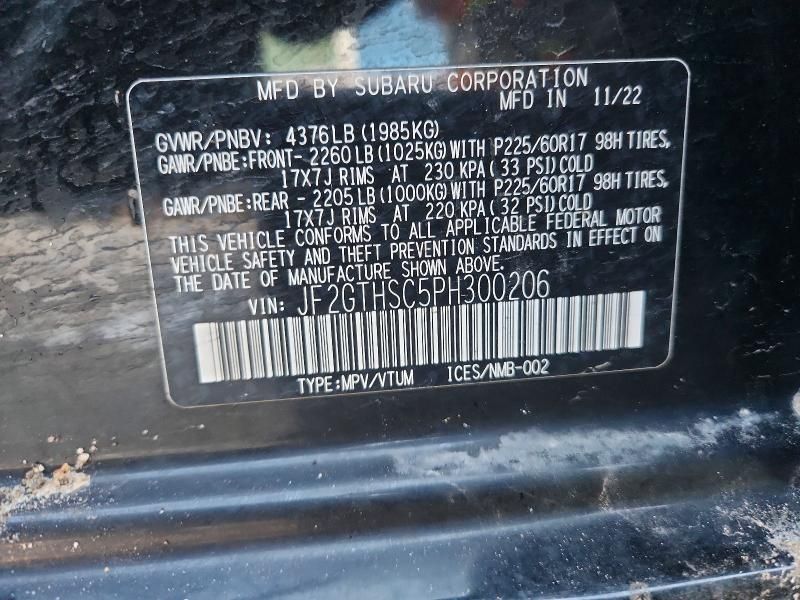 MFD BY SUBARU CORPORATION
MFD IN 11/22
GVWR/PNBV: 4376LB (1985KG)
GAWR/PNBE:FRONT- 2260LB (1025KG) WITH P225/60R17 98H TIRES,
17X7J RIMS AT 230 KPA (33 PSI) COLD
GAWR/PNBE:REAR - 2205LB (1000KG) WITH P225/60R17 98H TIRES,
17X7J RIMS AT 220 KPA (32 PSI) COLD
THIS VEHICLE CONFORMS TO ALL APPLICABLE FEDERAL MOTOR
VEHICLE SAFETY AND THEFT PREVENTION STANDARDS IN EFFECT ON
THE DATE OF MANUFACTURE SHOWN ABOVE.
VIN: JF2GTHSC5PH300206
TYPE:MPV/VTUM ICES/NMB-002